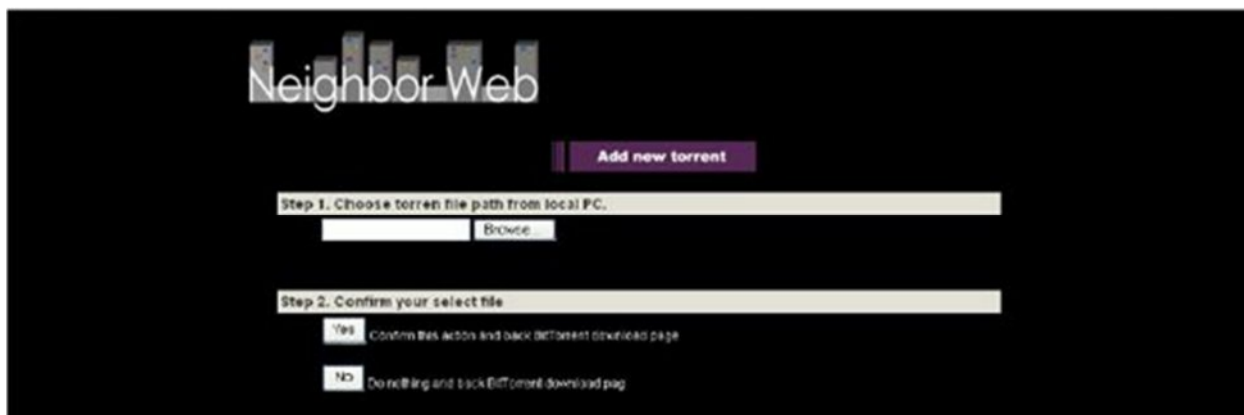 Neighbor Web
Add new torrent
Step 1. Choose torren file path from local PC.
Browse...
Step 2. Confirm your select file
Yes Confirm this action and back BitTorrent download page
No Do nothing and back BitTorrent download pag